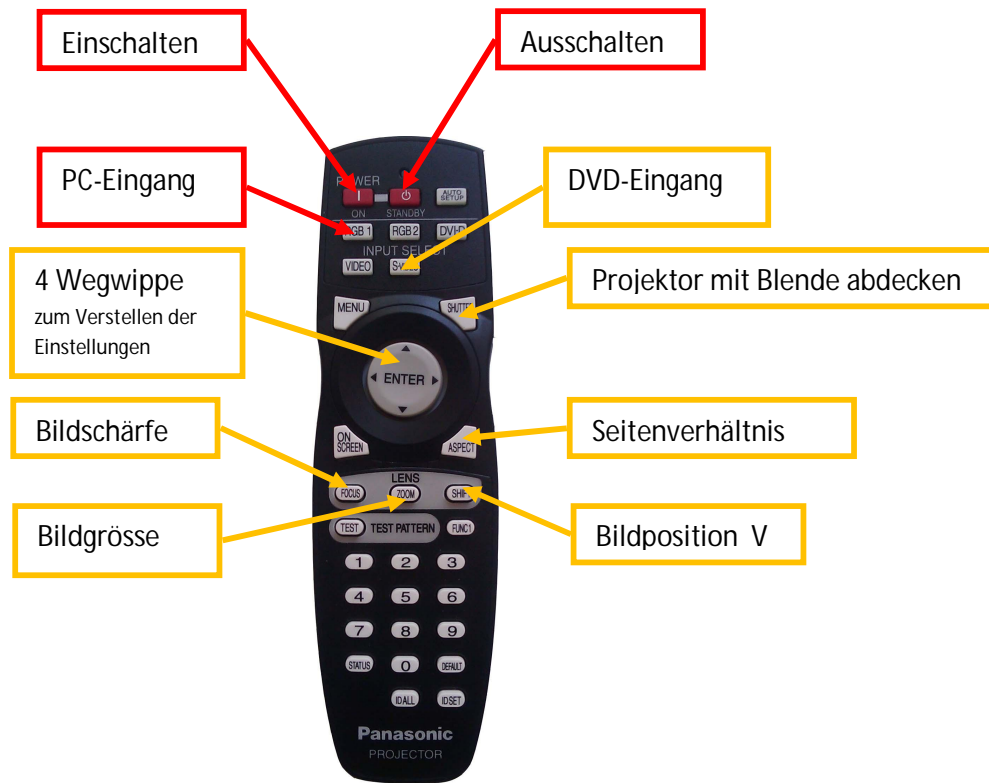 Einschalten
Ausschalten
PC-Eingang
DVD-Eingang
POWER
I
AUTO SETUP
ON STANDBY
RGB 1 RGB 2 DVI-D
INPUT SELECT
VIDEO S-VIDEO
4 Wegwippe
zum Verstellen der
Einstellungen
Projektor mit Blende abdecken
MENU SHUTTER
ENTER
Bildschärfe
Seitenverhältnis
ON SCREEN ASPECT
LENS
FOCUS ZOOM SHIFT
Bildgrösse
Bildposition V
TEST TEST PATTERN FUNC1
1 2 3
4 5 6
7 8 9
STATUS 0 DEFAULT
ID ALL ID SET
Panasonic
PROJECTOR